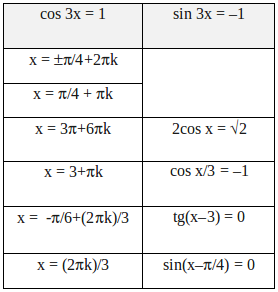 cos 3x = 1 sin 3x = –1
x = ±π/4+2πk
x = π/4 + πk
x = 3π+6πk 2cos x = √2
x = 3+πk cos x/3 = –1
x = -π/6+(2πk)/3 tg(x–3) = 0
x = (2πk)/3 sin(x–π/4) = 0